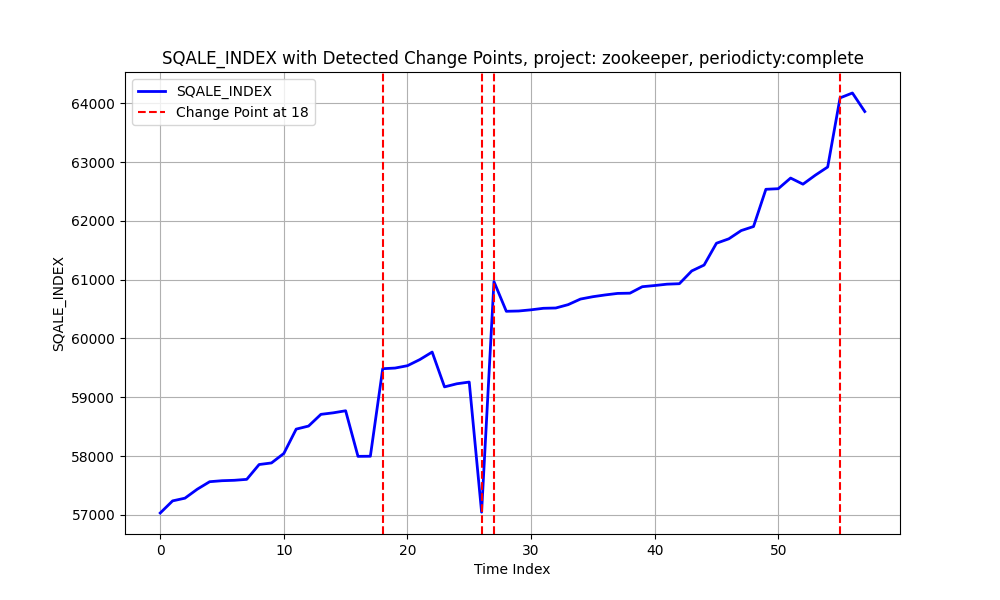 SQALE_INDEX with Detected Change Points, project: zookeeper, periodicty:complete
SQALE_INDEX
Change Point at 18
64000
63000
62000
61000
60000
59000
58000
57000
SQALE_INDEX
0 10 20 30 40 50
Time Index